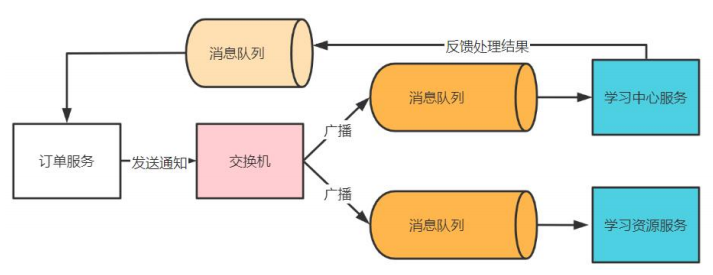 消息队列
反馈处理结果
消息队列
学习中心服务
广播
订单服务
发送通知
交换机
广播
消息队列
学习资源服务